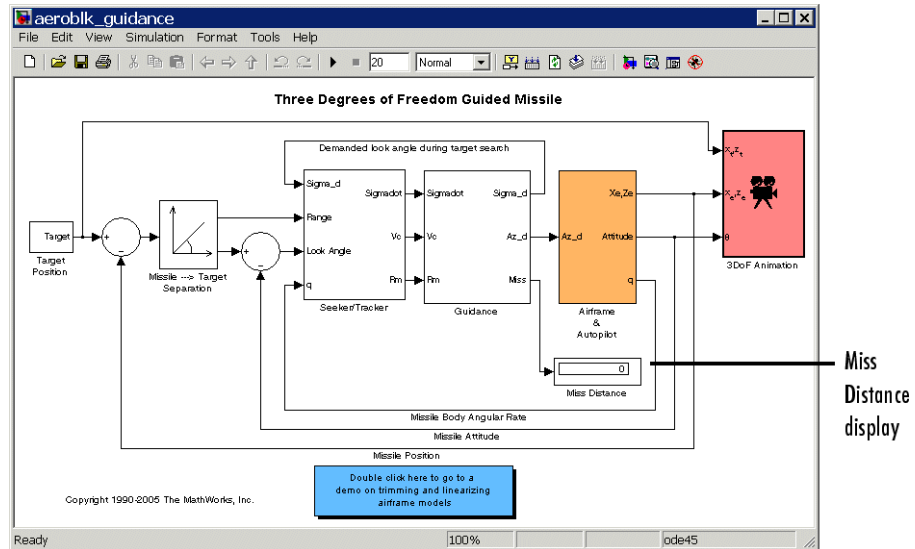 aeroblk_guidance
File Edit View Simulation Format Tools Help
20 Normal
Three Degrees of Freedom Guided Missile
Demanded look angle during target search
Target
Target
Position
Missile ---> Target
Separation
Sigma_d
Range
Look Angle
q
Sigmadot
Vc
Rm
Seeker/Tracker
Sigmadot
Vc
Rm
Sigma_d
Az_d
Miss
Guidance
Az_d
Xe,Ze
Attitude
q
Airframe
&
Autopilot
x_t,z_t
x_e,z_e
θ
3DoF Animation
0
Miss Distance
Miss
Distance
display
Missile Body Angular Rate
Missile Attitude
Missile Position
Double click here to go to a
demo on trimming and linearizing
airframe models
Copyright 1990-2005 The MathWorks, Inc.
Ready 100% ode45